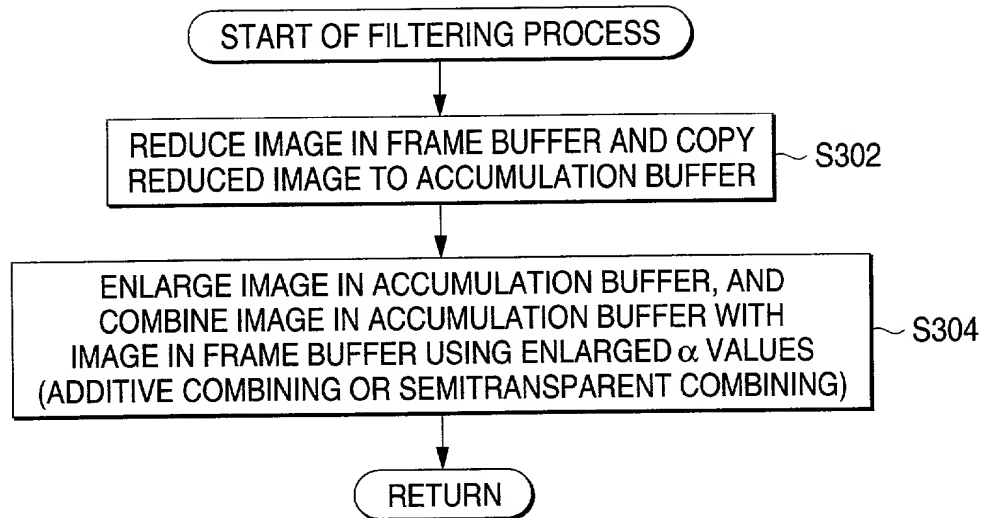 START OF FILTERING PROCESS
REDUCE IMAGE IN FRAME BUFFER AND COPY
REDUCED IMAGE TO ACCUMULATION BUFFER
S302
ENLARGE IMAGE IN ACCUMULATION BUFFER, AND
COMBINE IMAGE IN ACCUMULATION BUFFER WITH
IMAGE IN FRAME BUFFER USING ENLARGED α VALUES
(ADDITIVE COMBINING OR SEMITRANSPARENT COMBINING)
S304
RETURN